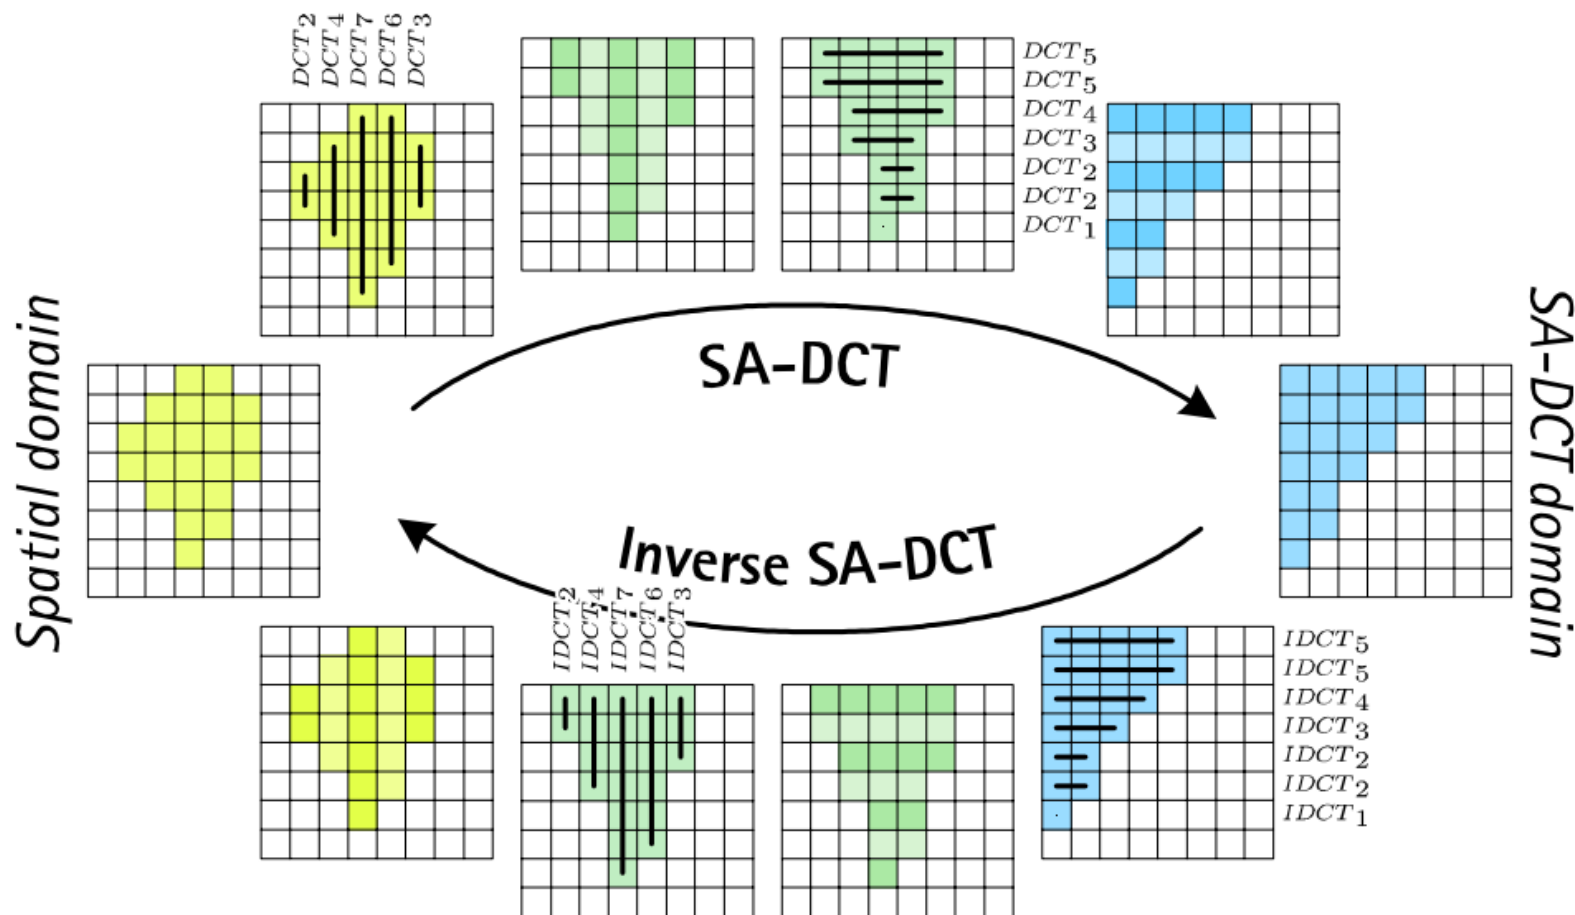 DCT2
DCT4
DCT7
DCT6
DCT3
DCT5
DCT5
DCT4
DCT3
DCT2
DCT2
DCT1
Spatial domain
SA-DCT
SA-DCT domain
Inverse SA-DCT
IDCT2
IDCT4
IDCT7
IDCT6
IDCT3
IDCT5
IDCT5
IDCT4
IDCT3
IDCT2
IDCT2
IDCT1